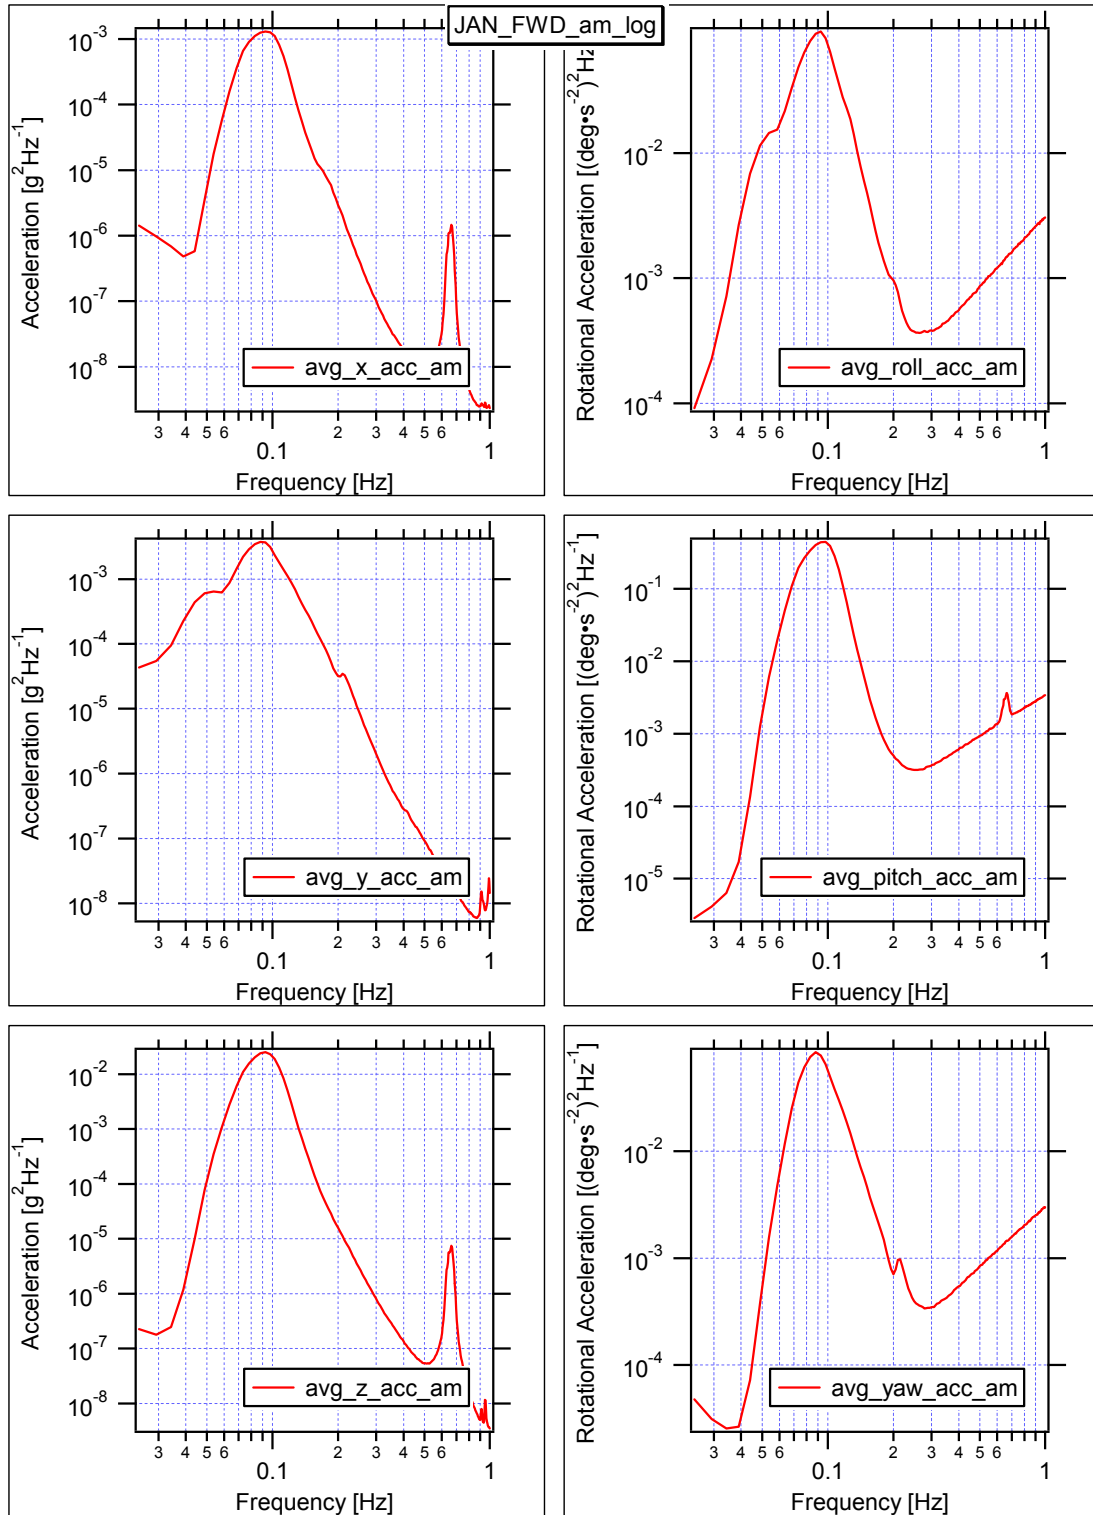 JAN_FWD_am_log
Acceleration [g²Hz⁻¹]
10⁻³
10⁻⁴
10⁻⁵
10⁻⁶
10⁻⁷
10⁻⁸
avg_x_acc_am
3 4 5 6 0.1 2 3 4 5 6 1
Frequency [Hz]
Rotational Acceleration [(deg•s⁻²)²Hz
10⁻²
10⁻³
10⁻⁴
avg_roll_acc_am
3 4 5 6 0.1 2 3 4 5 6 1
Frequency [Hz]
Acceleration [g²Hz⁻¹]
10⁻³
10⁻⁴
10⁻⁵
10⁻⁶
10⁻⁷
10⁻⁸
avg_y_acc_am
3 4 5 6 0.1 2 3 4 5 6 1
Frequency [Hz]
Rotational Acceleration [(deg•s⁻²)²Hz⁻¹]
10⁻¹
10⁻²
10⁻³
10⁻⁴
10⁻⁵
avg_pitch_acc_am
3 4 5 6 0.1 2 3 4 5 6 1
Frequency [Hz]
Acceleration [g²Hz⁻¹]
10⁻²
10⁻³
10⁻⁴
10⁻⁵
10⁻⁶
10⁻⁷
10⁻⁸
avg_z_acc_am
3 4 5 6 0.1 2 3 4 5 6 1
Frequency [Hz]
Rotational Acceleration [(deg•s⁻²)²Hz⁻¹]
10⁻²
10⁻³
10⁻⁴
avg_yaw_acc_am
3 4 5 6 0.1 2 3 4 5 6 1
Frequency [Hz]